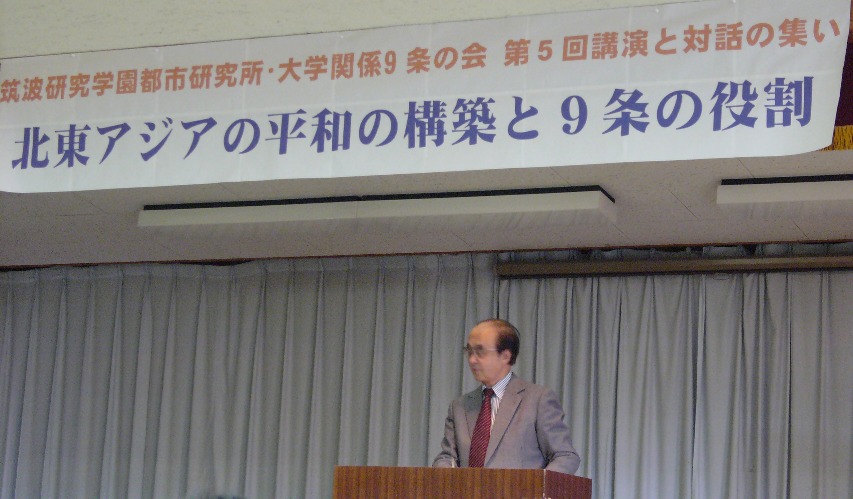 筑波研究学園都市研究所・大学関係9条の会 第5回講演と対話の集い
北東アジアの平和の構築と9条の役割